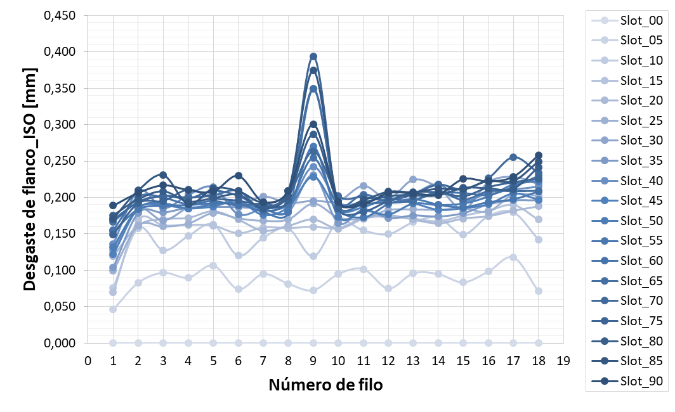 0,450
0,400
0,350
0,300
0,250
0,200
0,150
0,100
0,050
0,000
Desgaste de flanco_ISO [mm]
0 1 2 3 4 5 6 7 8 9 10 11 12 13 14 15 16 17 18 19
Número de filo
Slot_00
Slot_05
Slot_10
Slot_15
Slot_20
Slot_25
Slot_30
Slot_35
Slot_40
Slot_45
Slot_50
Slot_55
Slot_60
Slot_65
Slot_70
Slot_75
Slot_80
Slot_85
Slot_90